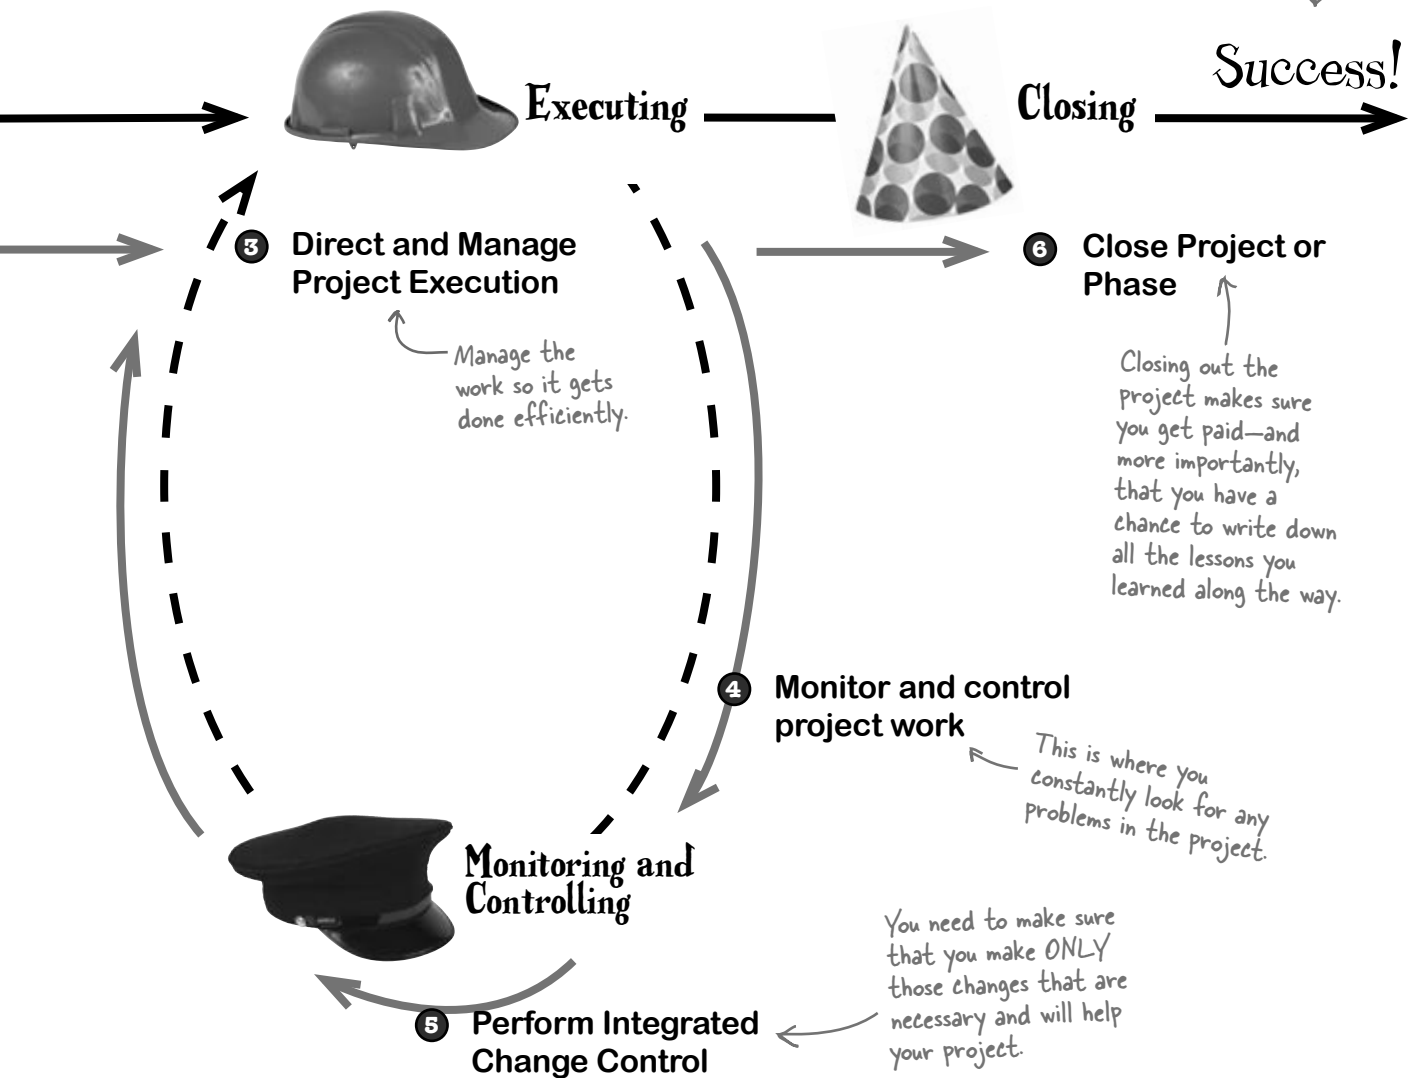 Success!
Executing
Closing
3 Direct and Manage
Project Execution
6 Close Project or
Phase
Manage the
work so it gets
done efficiently.
Closing out the
project makes sure
you get paid—and
more importantly,
that you have a
chance to write down
all the lessons you
learned along the way.
4 Monitor and control
project work
This is where you
constantly look for any
problems in the project.
Monitoring and
Controlling
You need to make sure
that you make ONLY
those changes that are
necessary and will help
your project.
5 Perform Integrated
Change Control